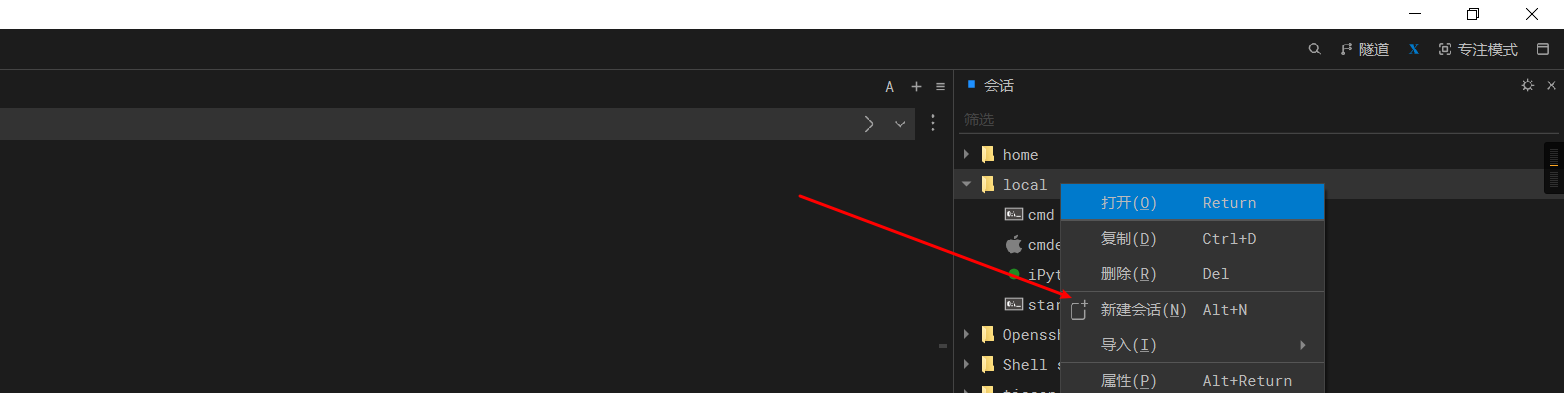 隧道 X 专注模式
A 会话
筛选
home
local
打开(O) Return
cmd
复制(D) Ctrl+D
cmde
删除(R) Del
iPyt
star
新建会话(N) Alt+N
Openssh
导入(I)
Shell s
属性(P) Alt+Return